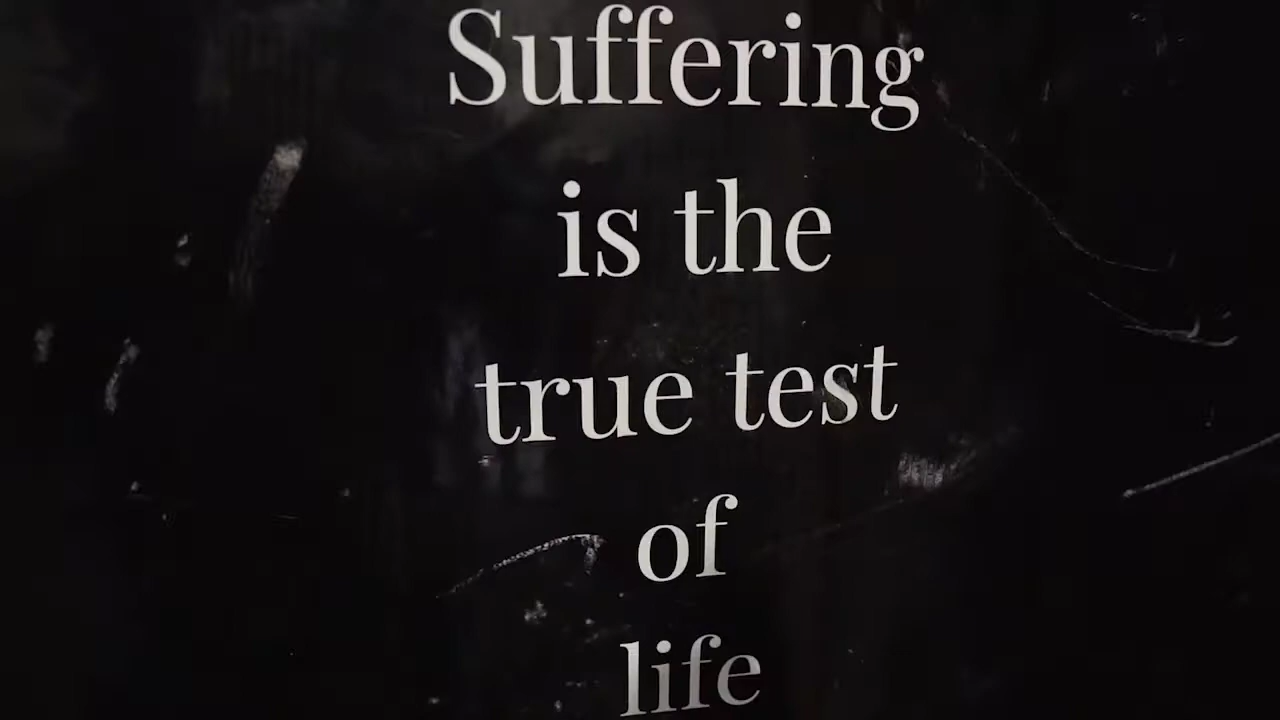 Suffering
is the
true test
of
life